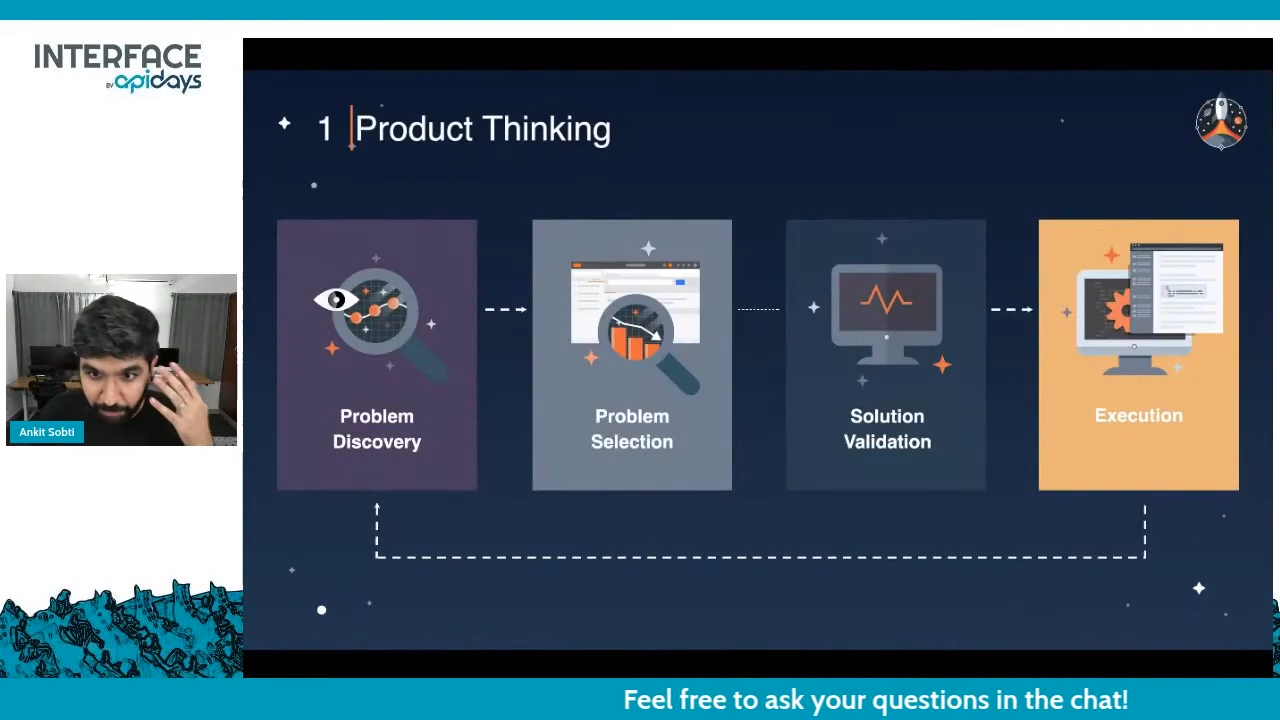 INTERFACE
BY apidays
1 Product Thinking
Problem
Discovery
Problem
Selection
Solution
Validation
Execution
Ankit Sobti
Feel free to ask your questions in the chat!